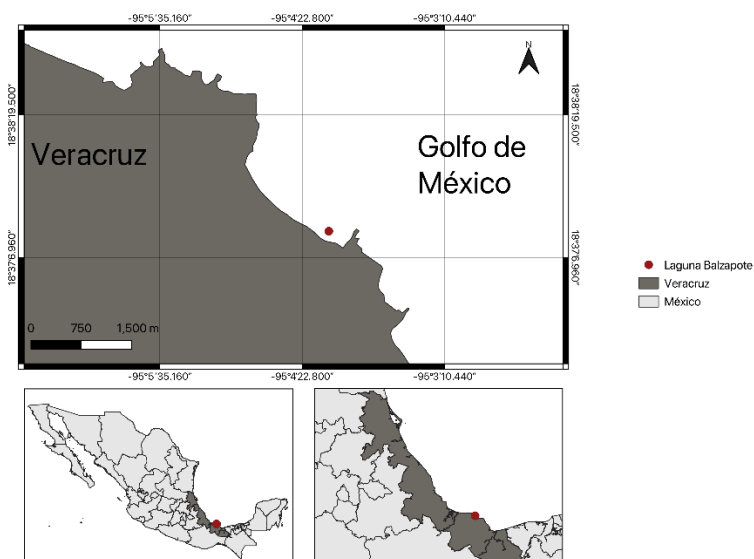 -95°5'35.160" -95°4'22.800" -95°3'10.440"
N
18°38'19.500" 18°38'19.500"
Veracruz
Golfo de
México
18°37'6.960" 18°37'6.960"
Laguna Balzapote
Veracruz
México
0 750 1,500 m
-95°5'35.160" -95°4'22.800" -95°3'10.440"